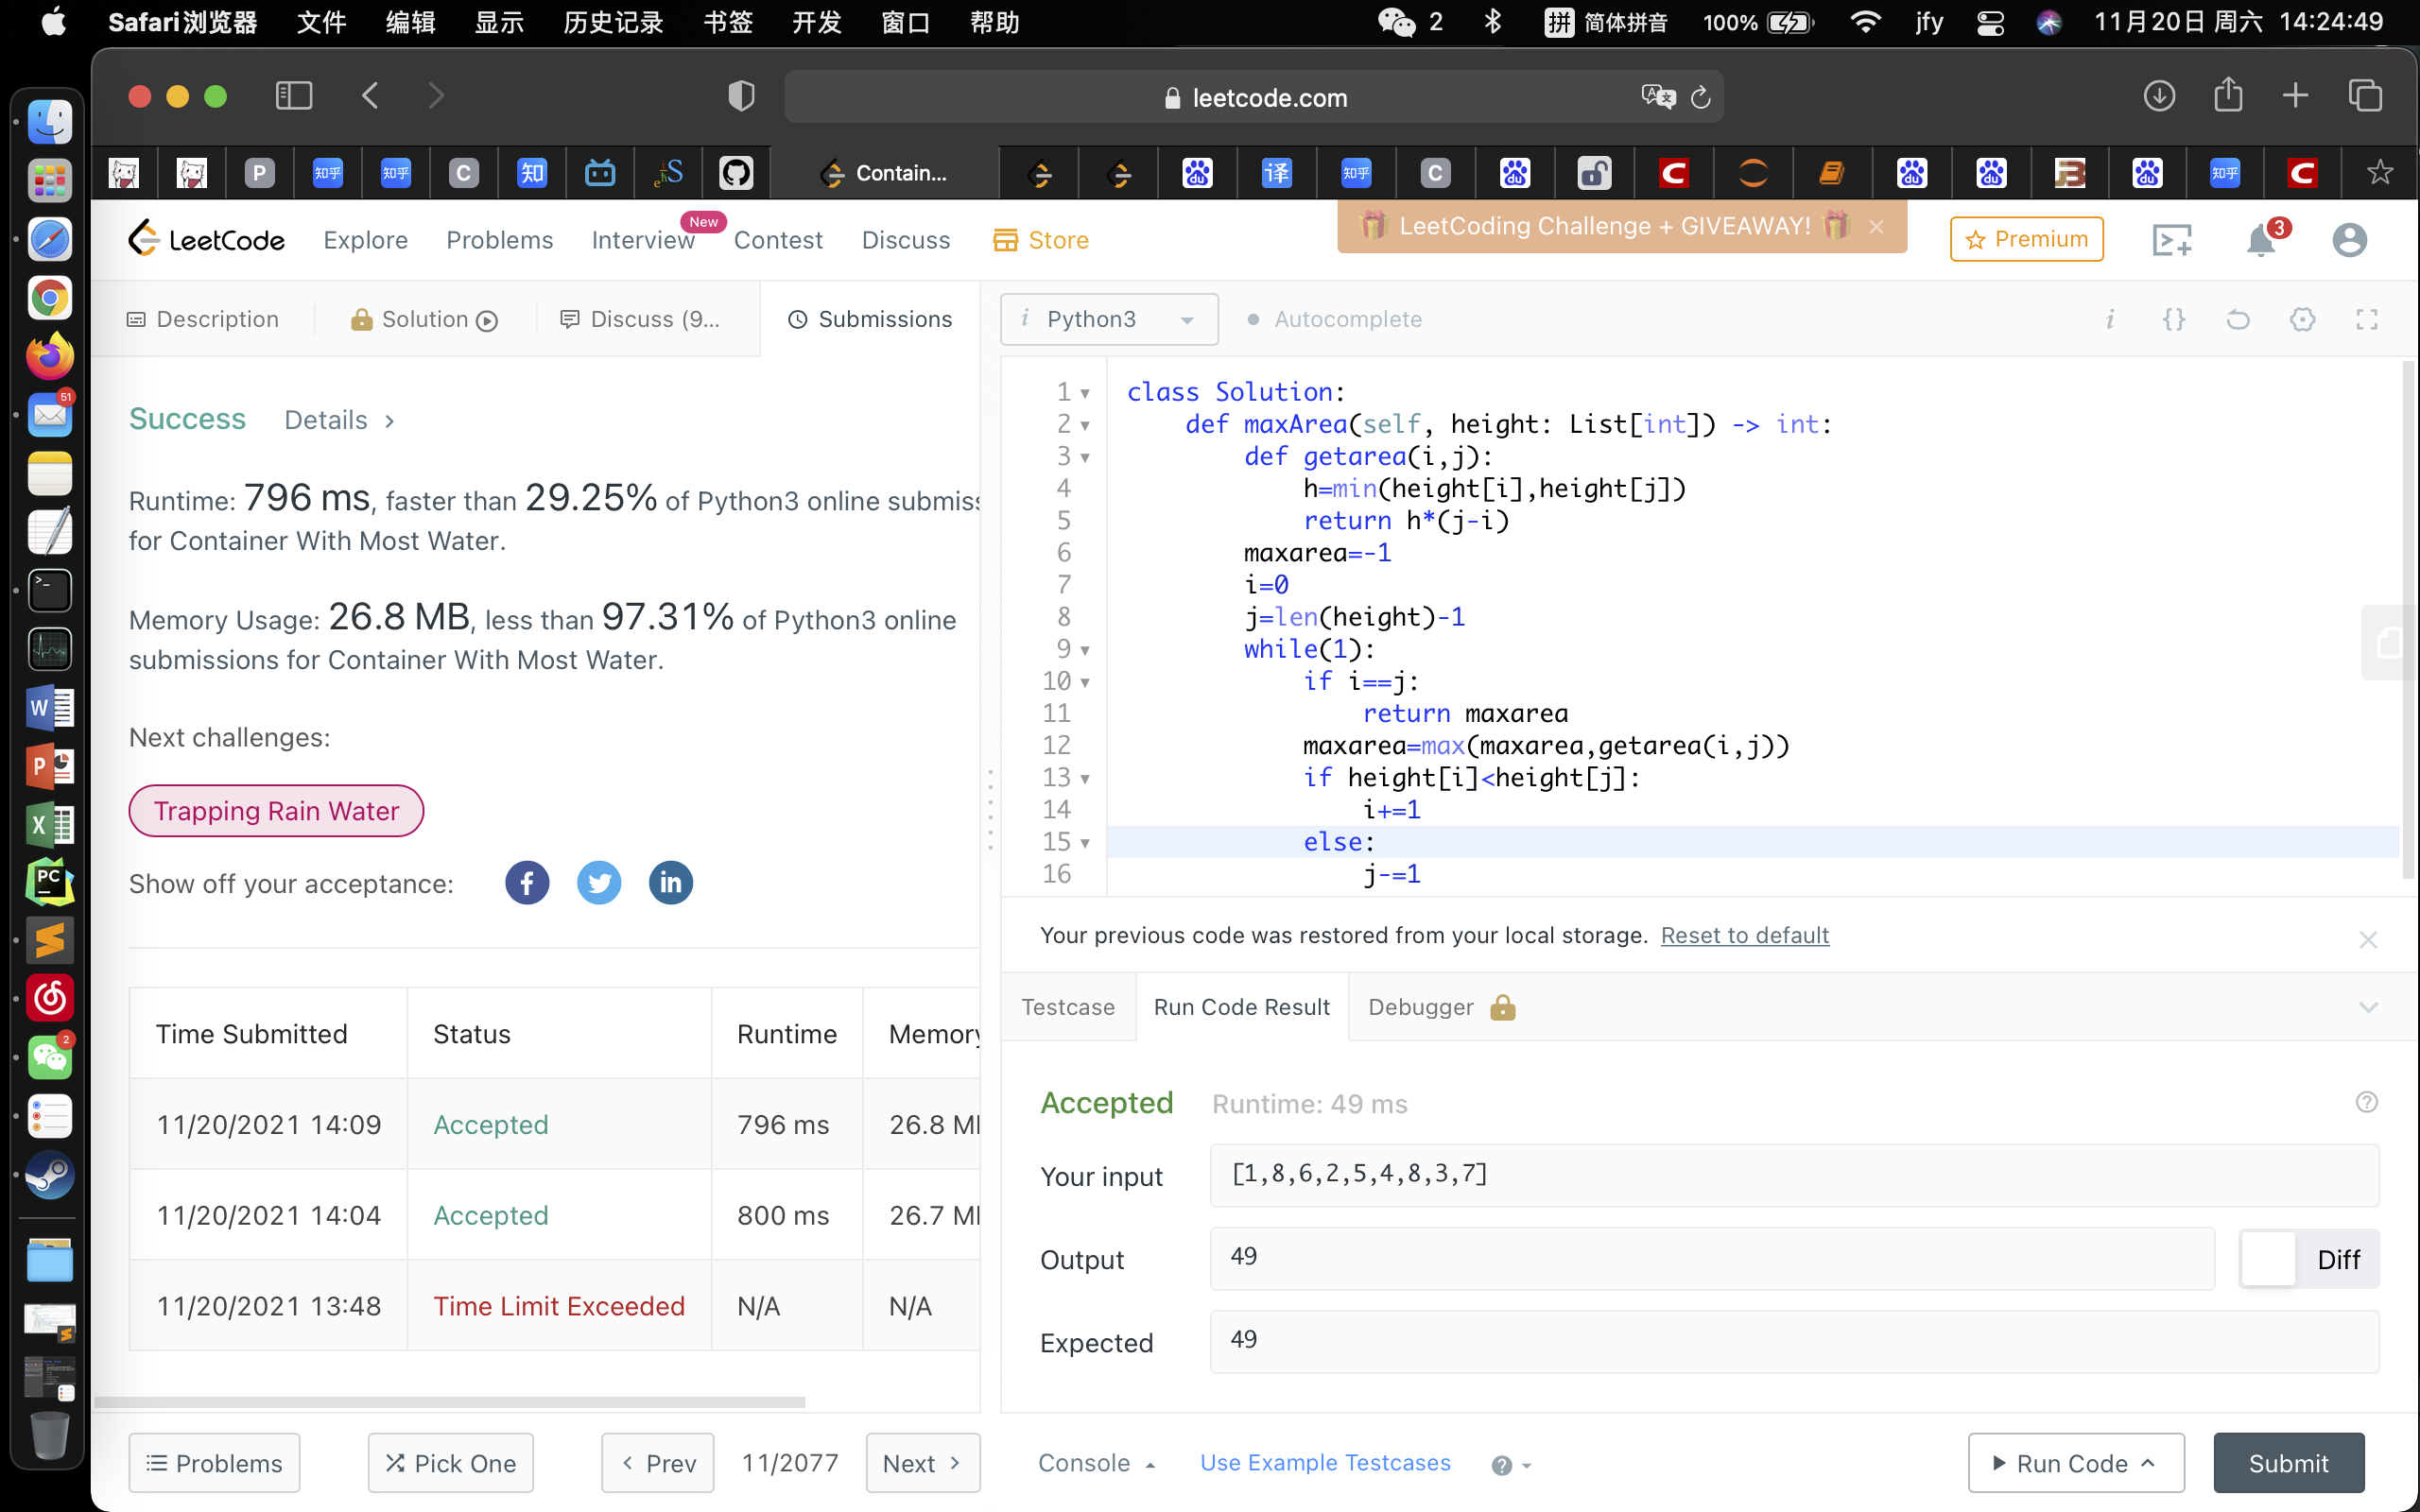 Safari浏览器 文件 编辑 显示 历史记录 书签 开发 窗口 帮助 2 拼 简体拼音 100% jfy 11月20日 周六 14:24:49
leetcode.com
P 知乎 知乎 C 知 Contain... du 译 知乎 C du C du du du 知乎 C
LeetCode Explore Problems Interview New Contest Discuss Store LeetCoding Challenge + GIVEAWAY! × Premium 3
Description Solution Discuss (9... Submissions
Success Details >
Runtime: 796 ms, faster than 29.25% of Python3 online submiss
for Container With Most Water.
Memory Usage: 26.8 MB, less than 97.31% of Python3 online
submissions for Container With Most Water.
Next challenges:
Trapping Rain Water
Show off your acceptance:
Time Submitted Status Runtime Memory
11/20/2021 14:09 Accepted 796 ms 26.8 M
11/20/2021 14:04 Accepted 800 ms 26.7 M
11/20/2021 13:48 Time Limit Exceeded N/A N/A
Problems Pick One < Prev 11/2077 Next >
i Python3 Autocomplete i {}
1 class Solution:
2 def maxArea(self, height: List[int]) -> int:
3 def getarea(i,j):
4 h=min(height[i],height[j])
5 return h*(j-i)
6 maxarea=-1
7 i=0
8 j=len(height)-1
9 while(1):
10 if i==j:
11 return maxarea
12 maxarea=max(maxarea,getarea(i,j))
13 if height[i]<height[j]:
14 i+=1
15 else:
16 j-=1
Your previous code was restored from your local storage. Reset to default
Testcase Run Code Result Debugger
Accepted Runtime: 49 ms
Your input [1,8,6,2,5,4,8,3,7]
Output 49 Diff
Expected 49
Console Use Example Testcases Run Code Submit
51
W
P
X
PC
2